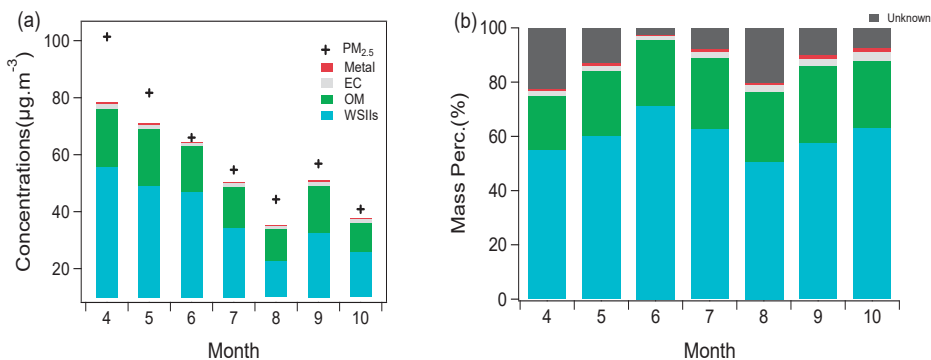 (a)
Concentrations(µg.m⁻³)
100
80
60
40
20
PM₂.₅
Metal
EC
OM
WSIIs
4 5 6 7 8 9 10
Month
(b)
Unknown
Mass Perc.(%)
100
80
60
40
20
0
4 5 6 7 8 9 10
Month